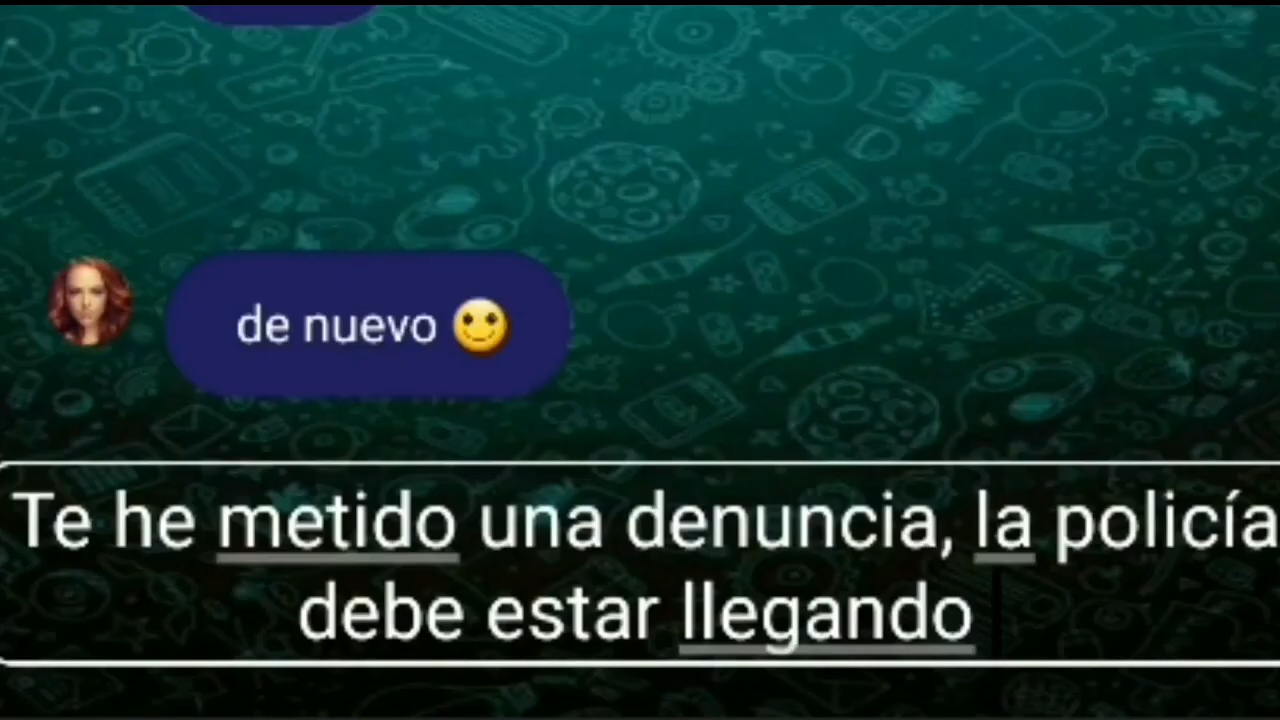 de nuevo 🙂
Te he metido una denuncia, la policía
debe estar llegando